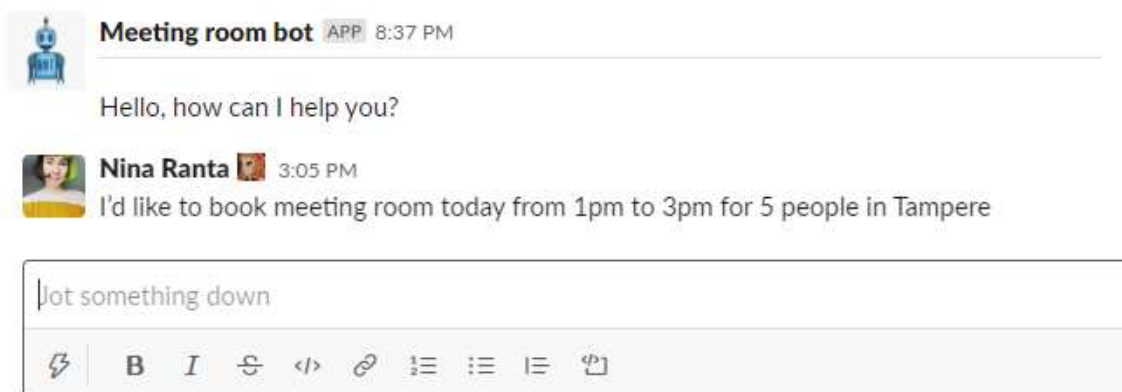 Meeting room bot APP 8:37 PM
Hello, how can I help you?
Nina Ranta 3:05 PM
I'd like to book meeting room today from 1pm to 3pm for 5 people in Tampere
Jot something down
B I S </>